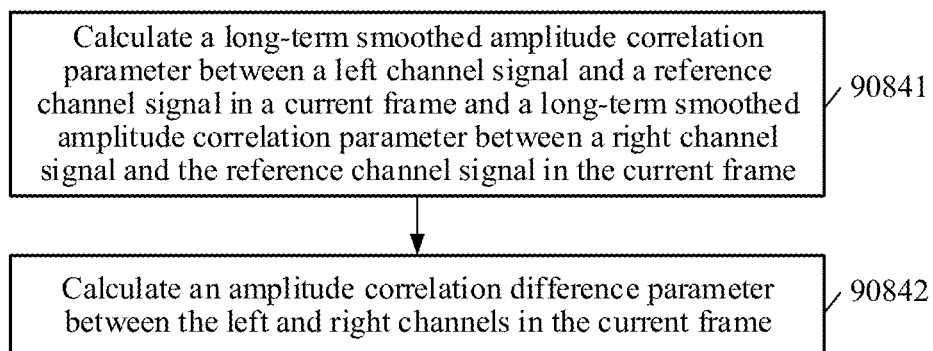 Calculate a long-term smoothed amplitude correlation
parameter between a left channel signal and a reference
channel signal in a current frame and a long-term smoothed
amplitude correlation parameter between a right channel
signal and the reference channel signal in the current frame
90841
Calculate an amplitude correlation difference parameter
between the left and right channels in the current frame
90842